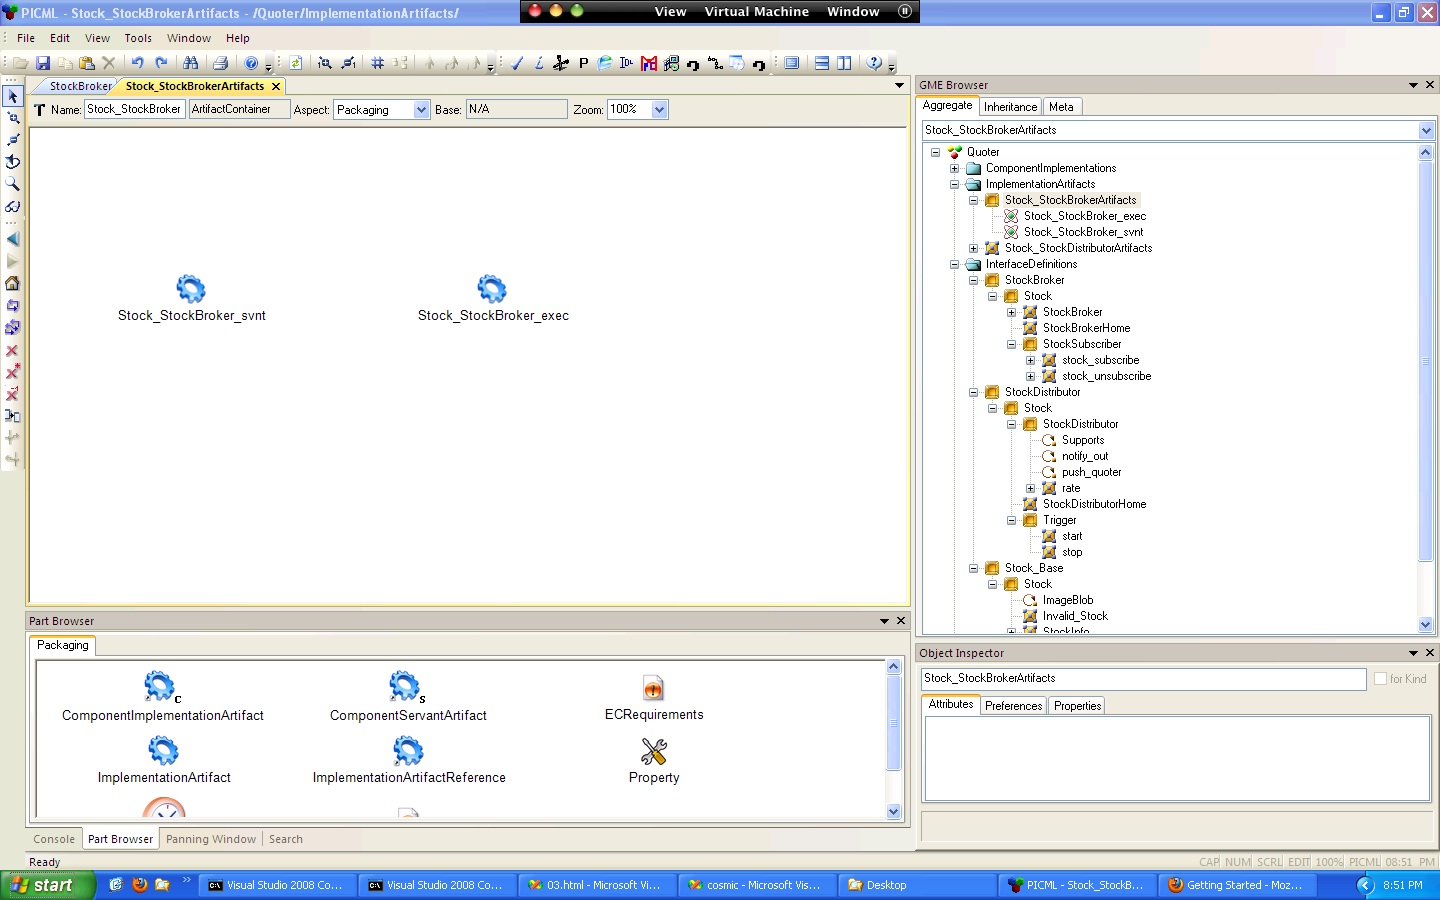 PICML - Stock_StockBrokerArtifacts - /Quoter/ImplementationArtifacts/
View Virtual Machine Window
File Edit View Tools Window Help
StockBroker Stock_StockBrokerArtifacts
Name: Stock_StockBroker ArtifactContainer Aspect: Packaging Base: N/A Zoom: 100%
Stock_StockBroker_svnt Stock_StockBroker_exec
Part Browser
Packaging
ComponentImplementationArtifact ComponentServantArtifact ECRequirements
ImplementationArtifact ImplementationArtifactReference Property
Console Part Browser Panning Window Search
GME Browser
Aggregate Inheritance Meta
Stock_StockBrokerArtifacts
Quoter
ComponentImplementations
ImplementationArtifacts
Stock_StockBrokerArtifacts
Stock_StockBroker_exec
Stock_StockBroker_svnt
Stock_StockDistributorArtifacts
InterfaceDefinitions
StockBroker
Stock
StockBroker
StockBrokerHome
StockSubscriber
stock_subscribe
stock_unsubscribe
StockDistributor
Stock
StockDistributor
Supports
notify_out
push_quoter
rate
StockDistributorHome
Trigger
start
stop
Stock_Base
Stock
ImageBlob
Invalid_Stock
StockInfo
Object Inspector
Stock_StockBrokerArtifacts for Kind
Attributes Preferences Properties
Ready CAP NUM SCRL EDIT 100% PICML 08:51 PM
start Visual Studio 2008 Co... Visual Studio 2008 Co... 03.html - Microsoft Vi... cosmic - Microsoft Vis... Desktop PICML - Stock_StockB... Getting Started - Moz... 8:51 PM